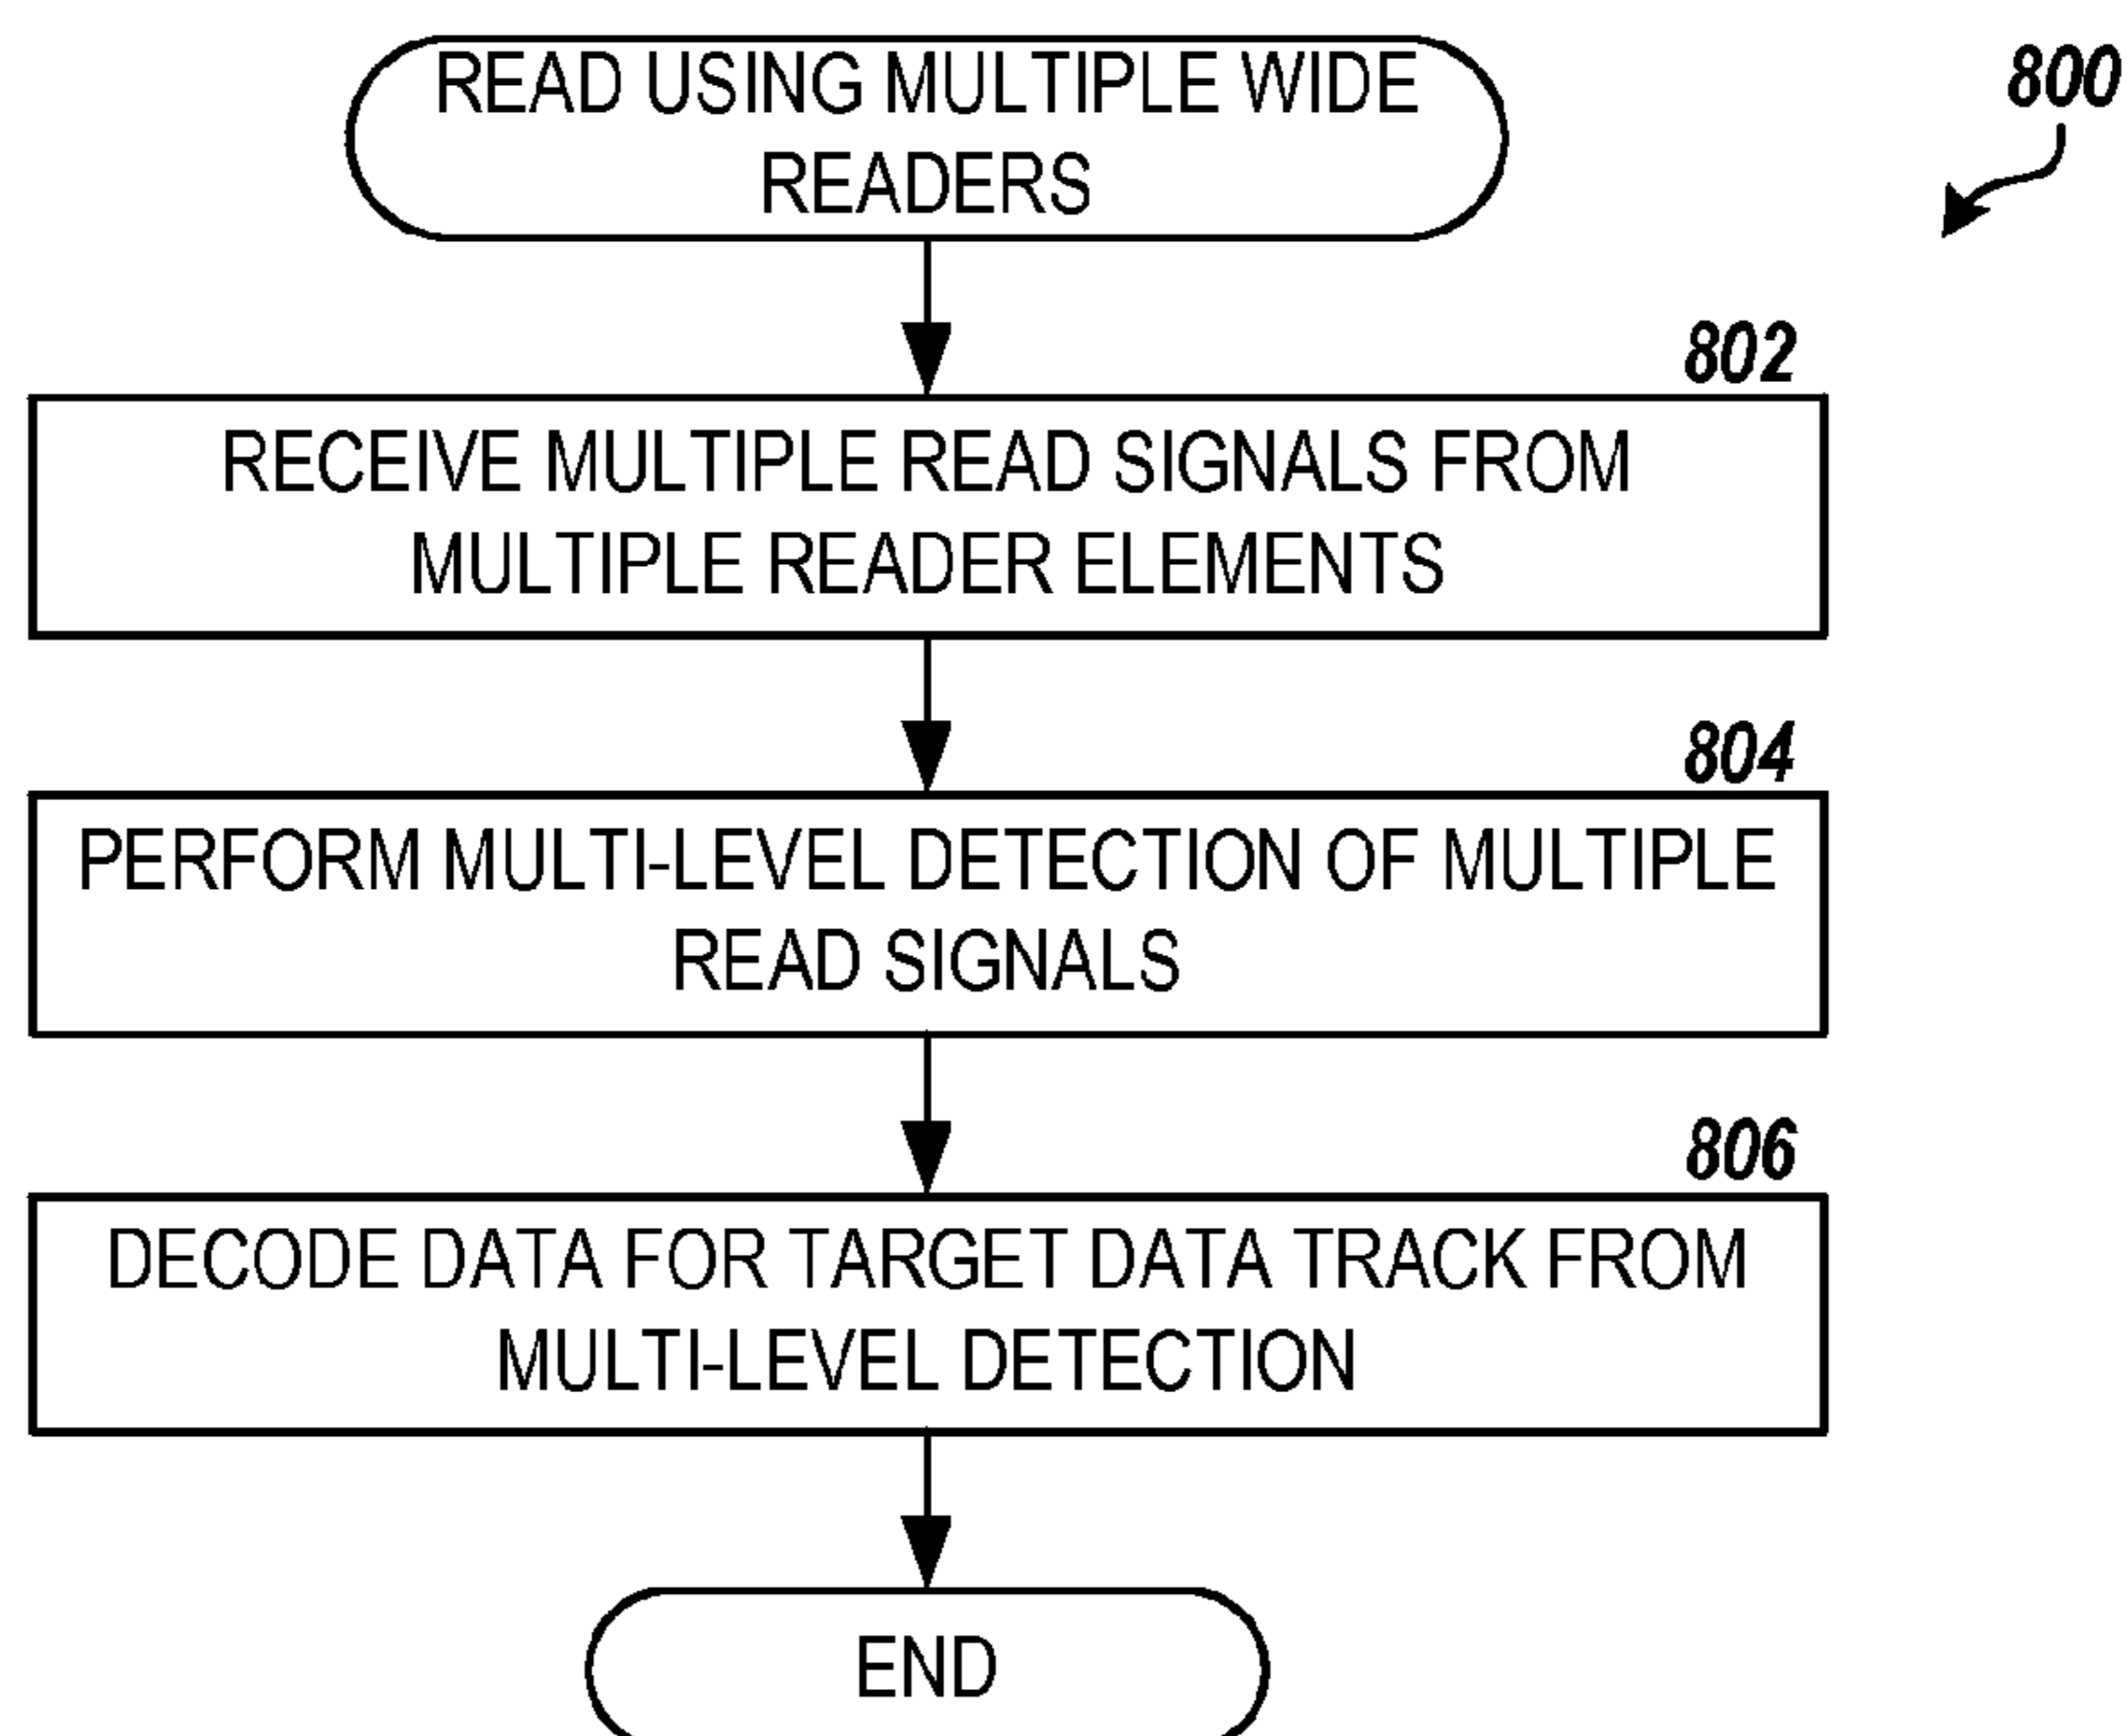 READ USING MULTIPLE WIDE
READERS
800
802
RECEIVE MULTIPLE READ SIGNALS FROM
MULTIPLE READER ELEMENTS
804
PERFORM MULTI-LEVEL DETECTION OF MULTIPLE
READ SIGNALS
806
DECODE DATA FOR TARGET DATA TRACK FROM
MULTI-LEVEL DETECTION
END